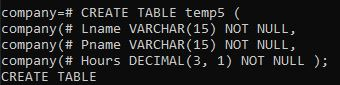 company=# CREATE TABLE temp5 (
company(# Lname VARCHAR(15) NOT NULL,
company(# Pname VARCHAR(15) NOT NULL,
company(# Hours DECIMAL(3, 1) NOT NULL );
CREATE TABLE